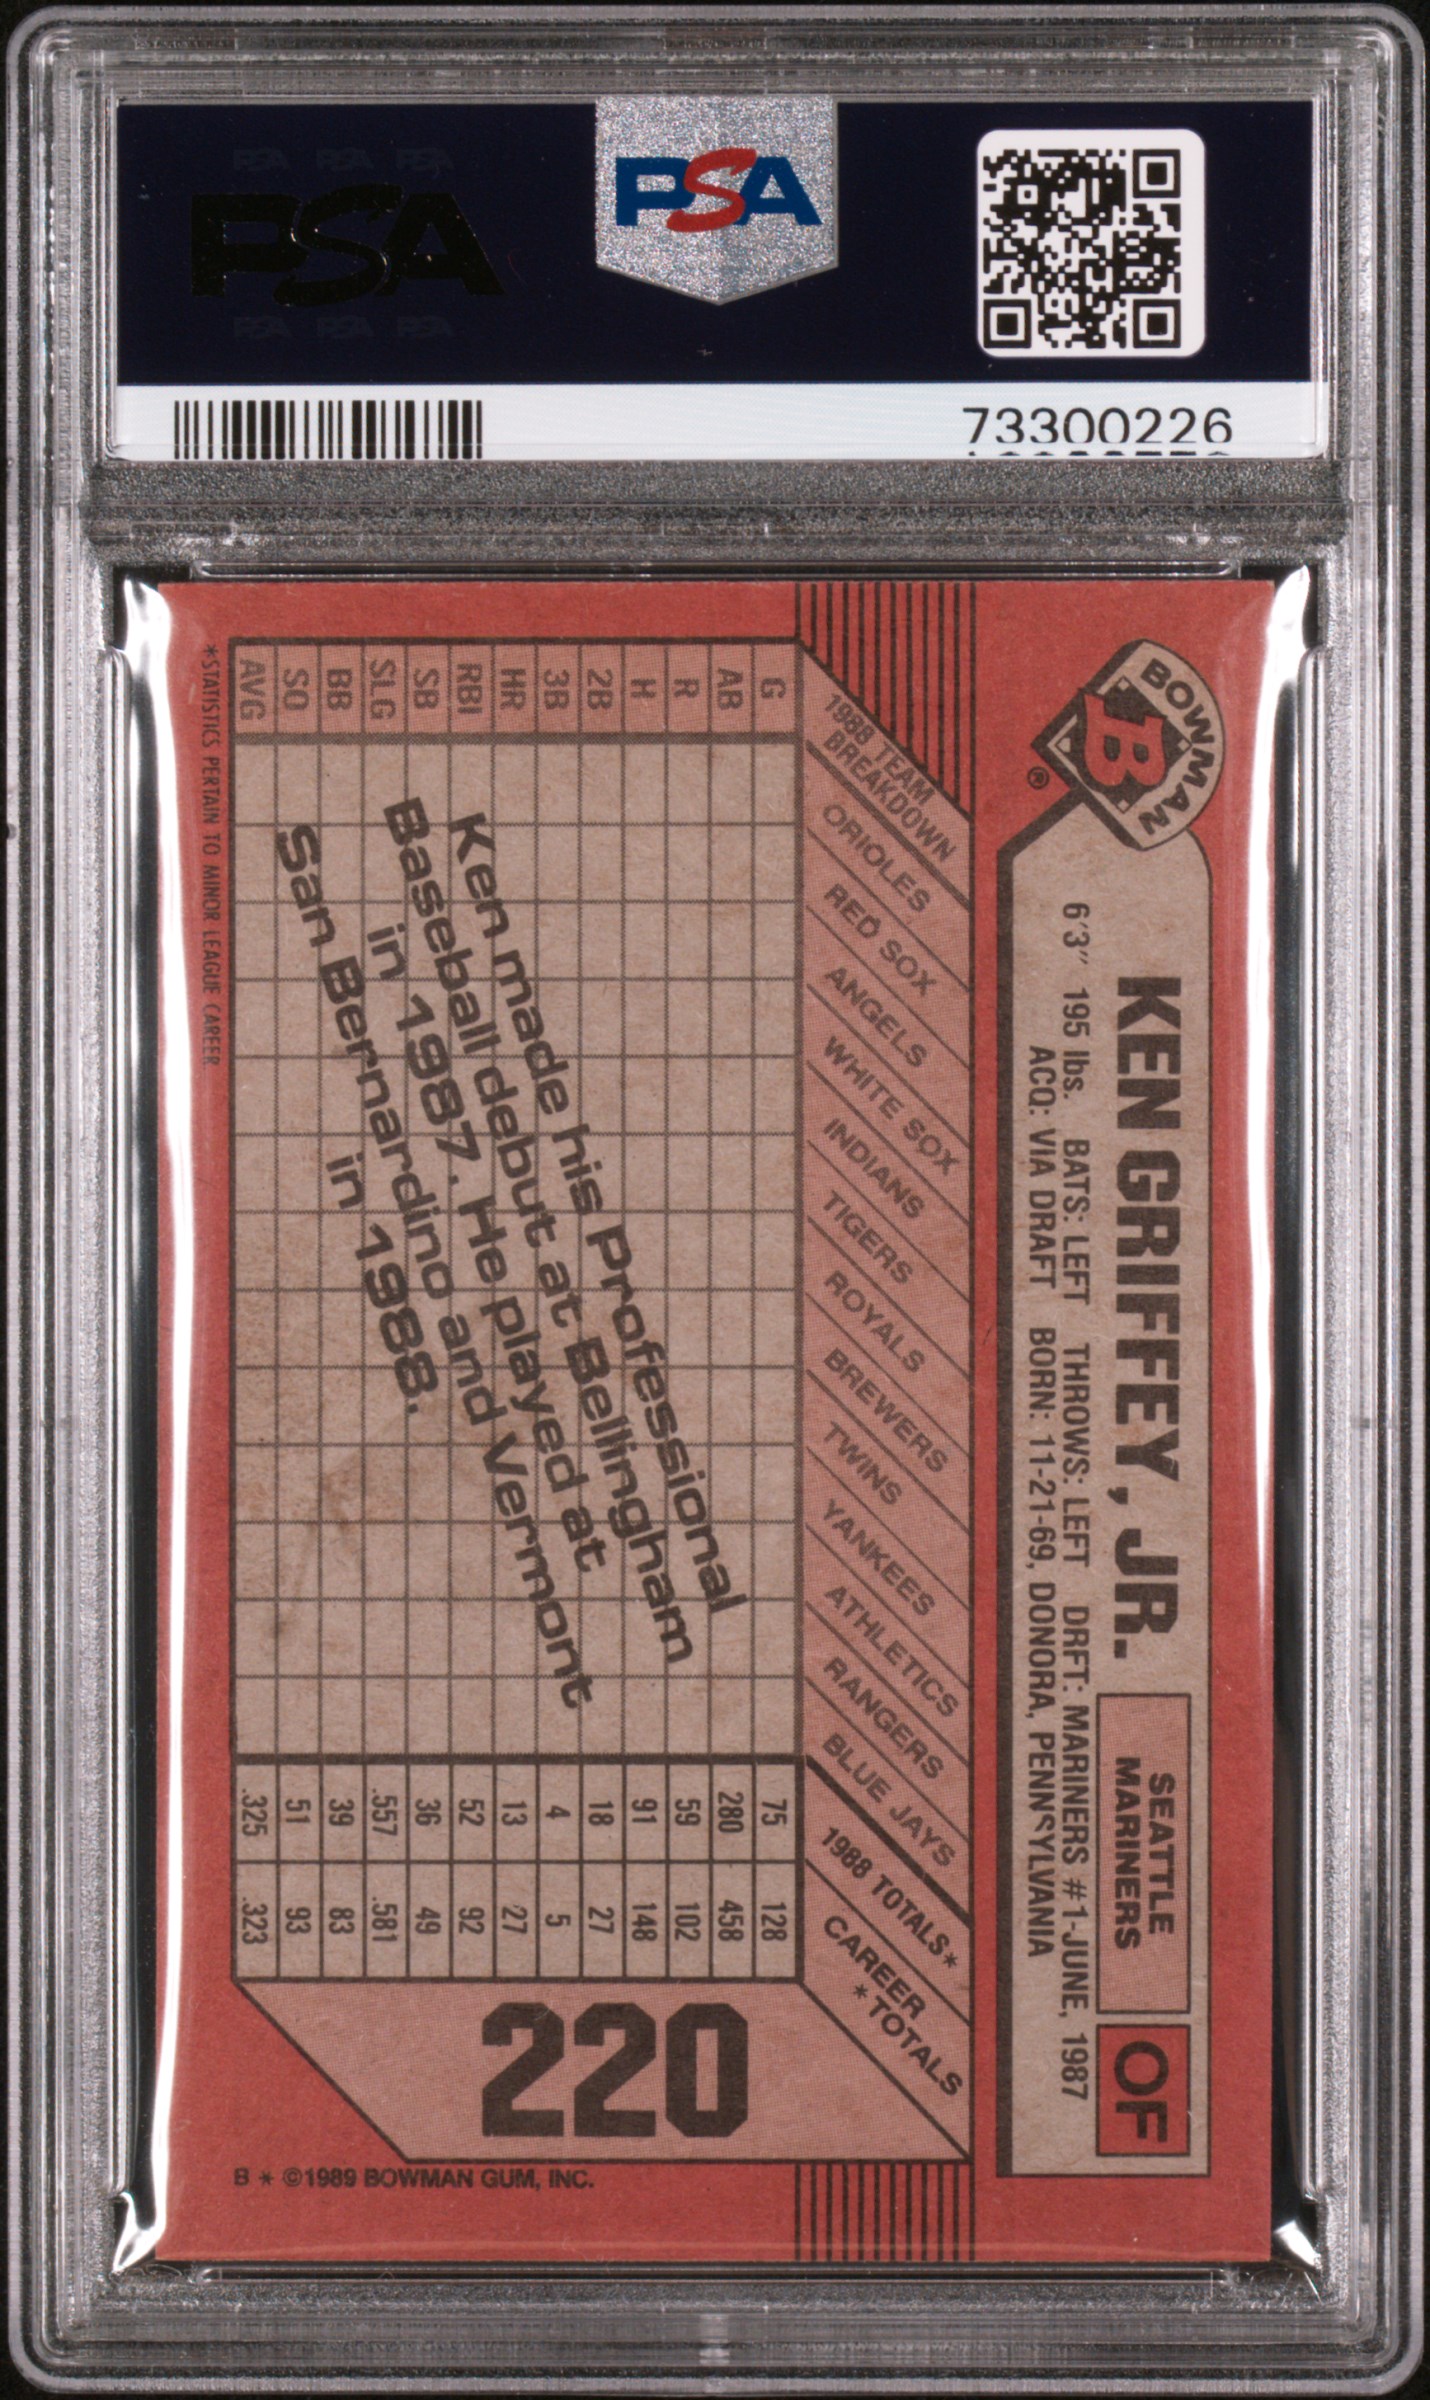 PSA PSA PSA
PSA
PSA PSA PSA
PSA
73300226
BOWMAN
B
®
KEN GRIFFEY, JR.
SEATTLE
MARINERS
OF
6'3" 195 lbs. BATS: LEFT THROWS: LEFT DRFT: MARINERS #1-JUNE, 1987
ACQ: VIA DRAFT BORN: 11-21-69, DONORA, PENNSYLVANIA
1988 TEAM
BREAKDOWN
ORIOLES
RED SOX
ANGELS
WHITE SOX
INDIANS
TIGERS
ROYALS
BREWERS
TWINS
YANKEES
ATHLETICS
RANGERS
BLUE JAYS
1988 TOTALS*
CAREER
*TOTALS
G 75 128
AB 280 458
R 59 102
H 91 148
2B 18 27
3B 4 5
HR 13 27
RBI 52 92
SB 36 49
SLG .557 .581
BB 39 83
SO 51 93
AVG .325 .323
Ken made his Professional
Baseball debut at Bellingham
in 1987. He played at
San Bernardino and Vermont
in 1988.
220
*STATISTICS PERTAIN TO MINOR LEAGUE CAREER
B * ©1989 BOWMAN GUM, INC.